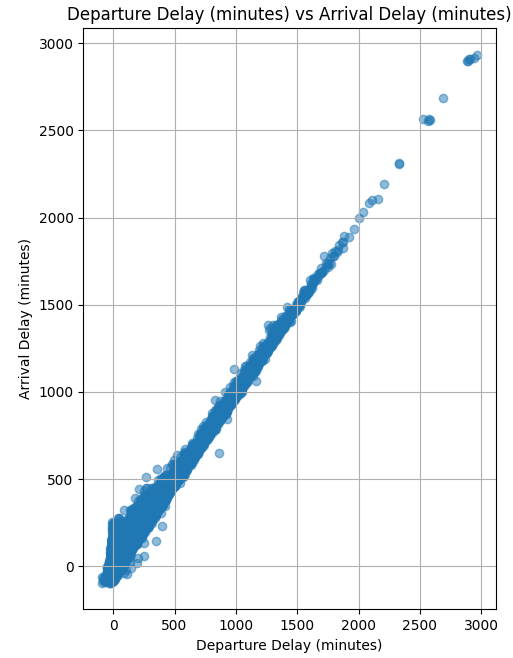 Departure Delay (minutes) vs Arrival Delay (minutes)
3000
2500
2000
1500
1000
500
0
Arrival Delay (minutes)
0 500 1000 1500 2000 2500 3000
Departure Delay (minutes)